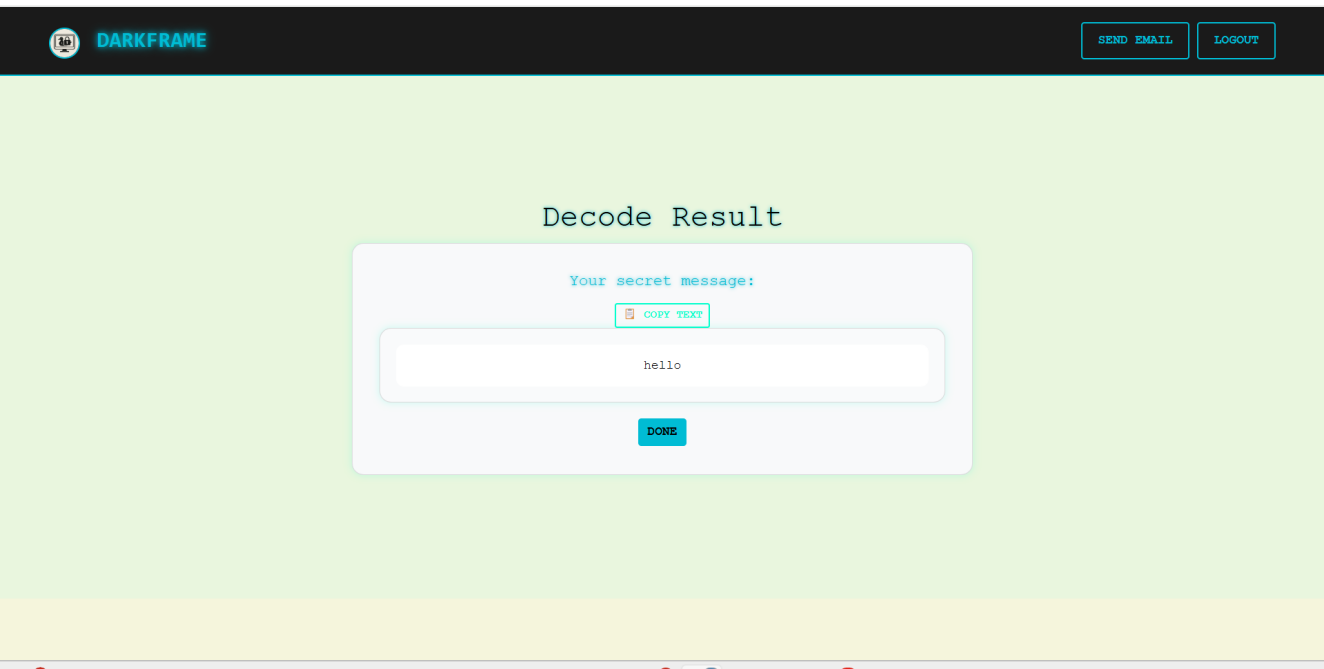 DARKFRAME
SEND EMAIL
LOGOUT
Decode Result
Your secret message:
📋 COPY TEXT
hello
DONE